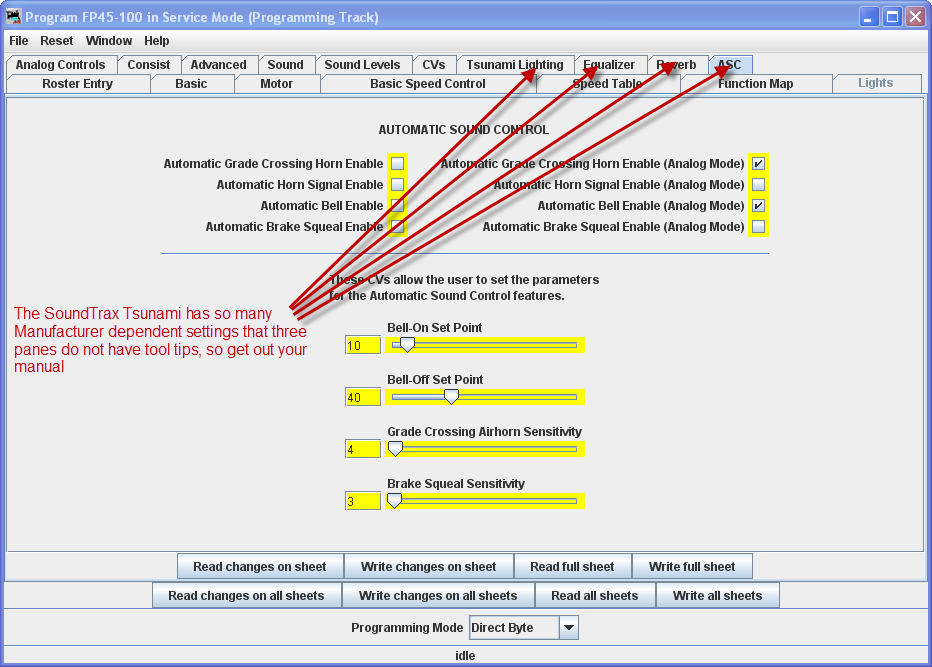 Program FP45-100 in Service Mode (Programming Track)
File Reset Window Help
Analog Controls Consist Advanced Sound Sound Levels CVs Tsunami Lighting Equalizer Reverb ASC
Roster Entry Basic Motor Basic Speed Control Speed Table Function Map Lights
AUTOMATIC SOUND CONTROL
Automatic Grade Crossing Horn Enable Automatic Grade Crossing Horn Enable (Analog Mode)
Automatic Horn Signal Enable Automatic Horn Signal Enable (Analog Mode)
Automatic Bell Enable Automatic Bell Enable (Analog Mode)
Automatic Brake Squeal Enable Automatic Brake Squeal Enable (Analog Mode)
These CVs allow the user to set the parameters
for the Automatic Sound Control features.
The SoundTrax Tsunami has so many
Manufacturer dependent settings that three
panes do not have tool tips, so get out your
manual
Bell-On Set Point
10
Bell-Off Set Point
40
Grade Crossing Airhorn Sensitivity
4
Brake Squeal Sensitivity
3
Read changes on sheet Write changes on sheet Read full sheet Write full sheet
Read changes on all sheets Write changes on all sheets Read all sheets Write all sheets
Programming Mode Direct Byte
idle